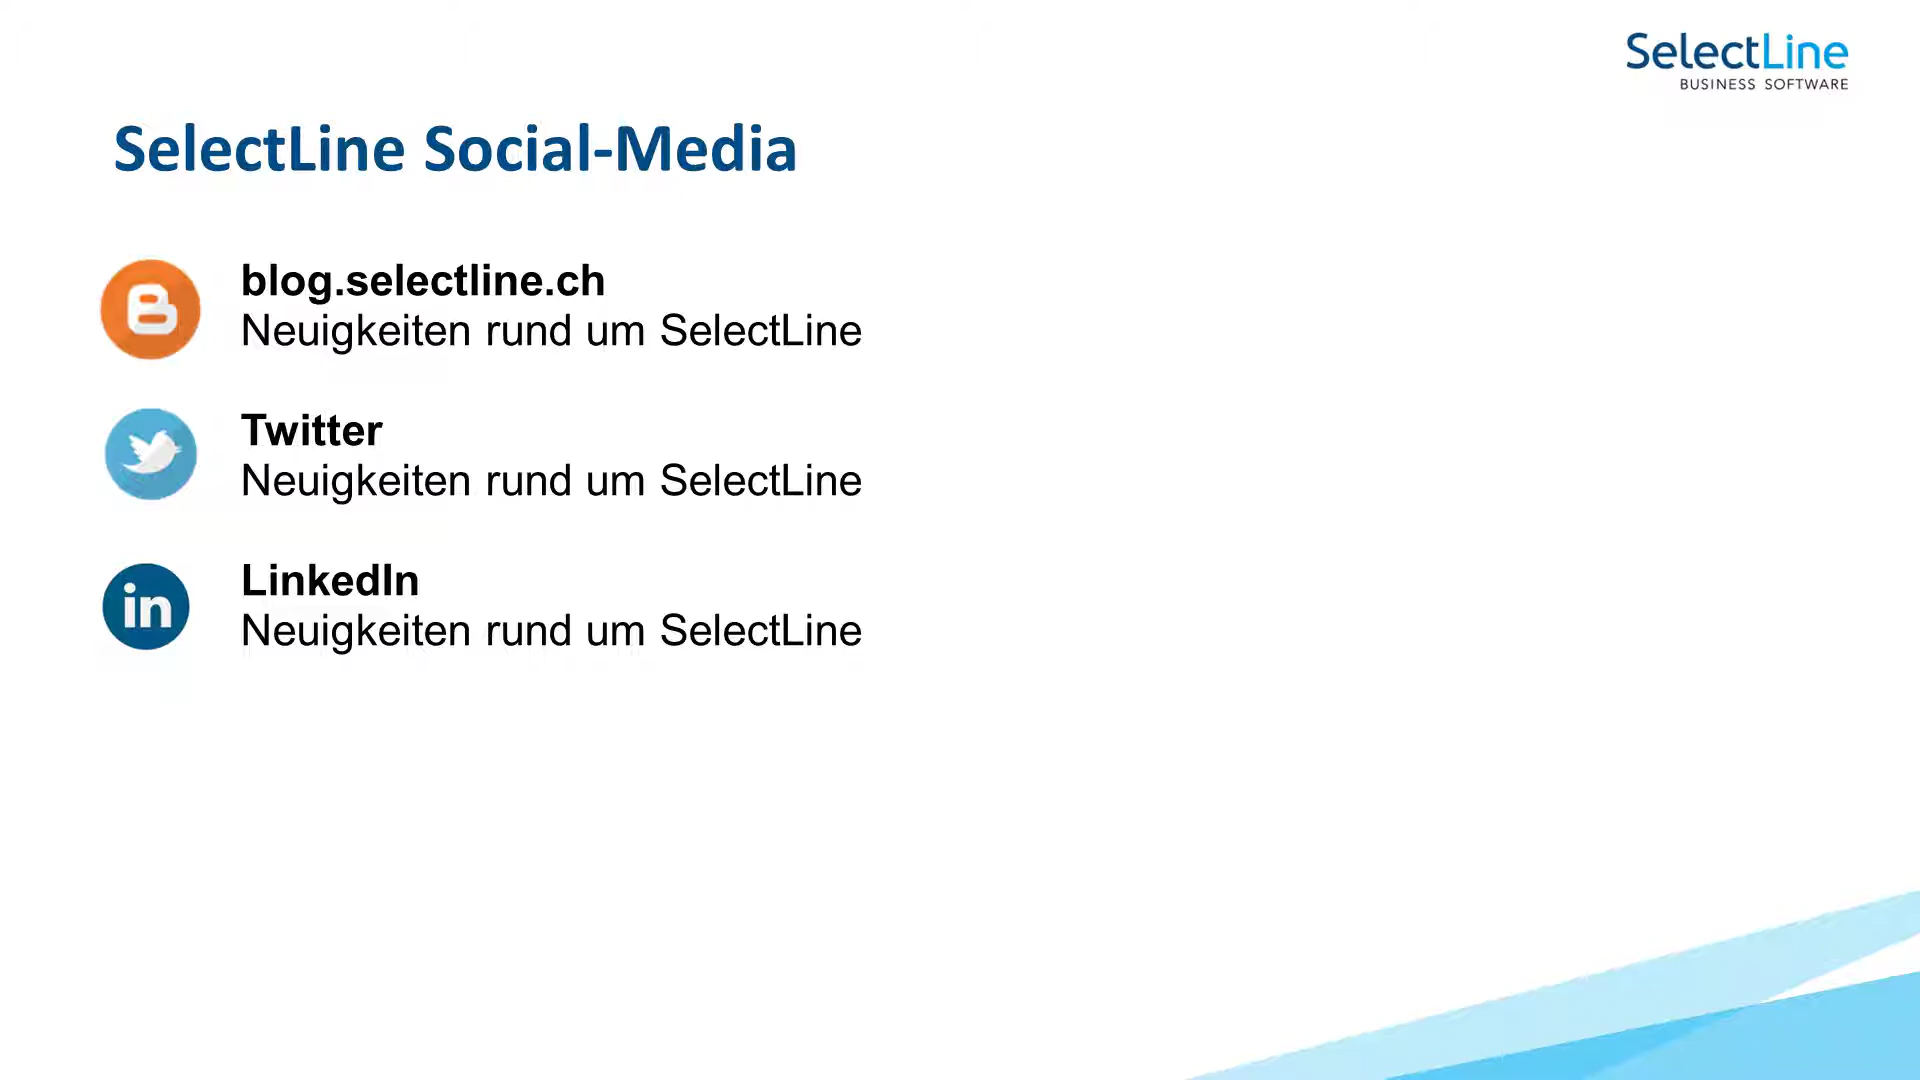 SelectLine
BUSINESS SOFTWARE
SelectLine Social-Media
blog.selectline.ch
Neuigkeiten rund um SelectLine
Twitter
Neuigkeiten rund um SelectLine
in
LinkedIn
Neuigkeiten rund um SelectLine